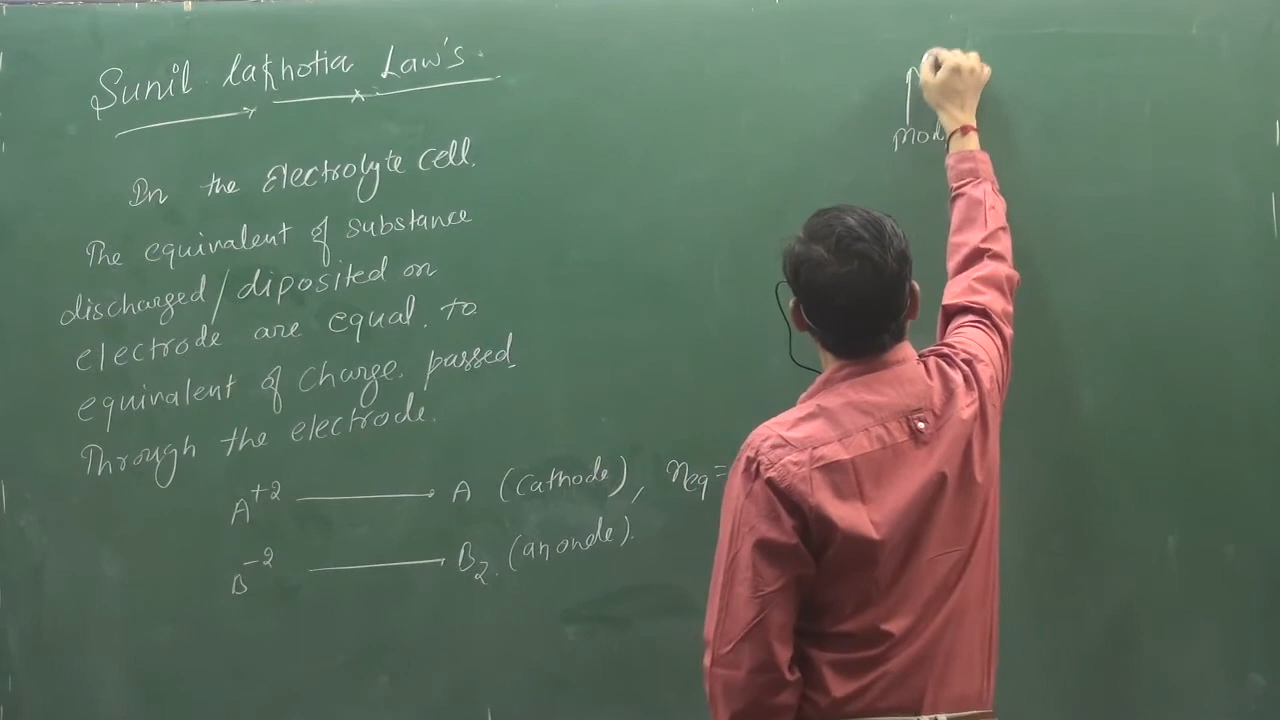 Sunil lakhotia Law's.
In the Electrolyte cell.
The equivalent of substance
discharged/diposited on
electrode are equal. to
equivalent of charge. passed
Through the electrode.
A+2 → A (Cathode), neq=
B-2 → B2. (anonde).
mod